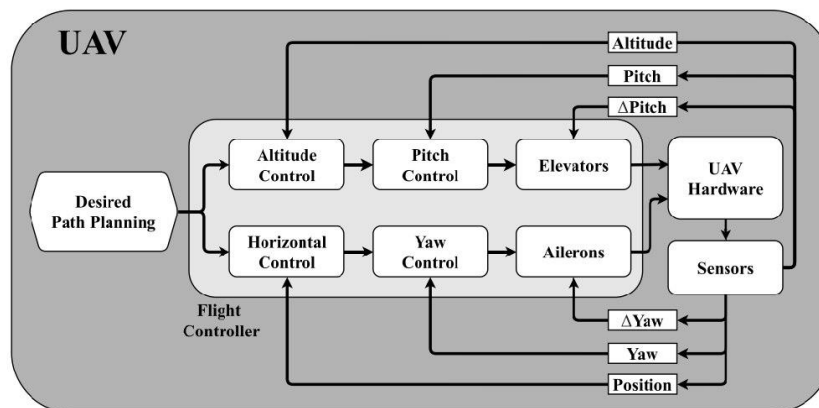 UAV
Altitude
Pitch
ΔPitch
Altitude
Control
Pitch
Control
Elevators
UAV
Hardware
Desired
Path Planning
Horizontal
Control
Yaw
Control
Ailerons
Sensors
Flight
Controller
ΔYaw
Yaw
Position